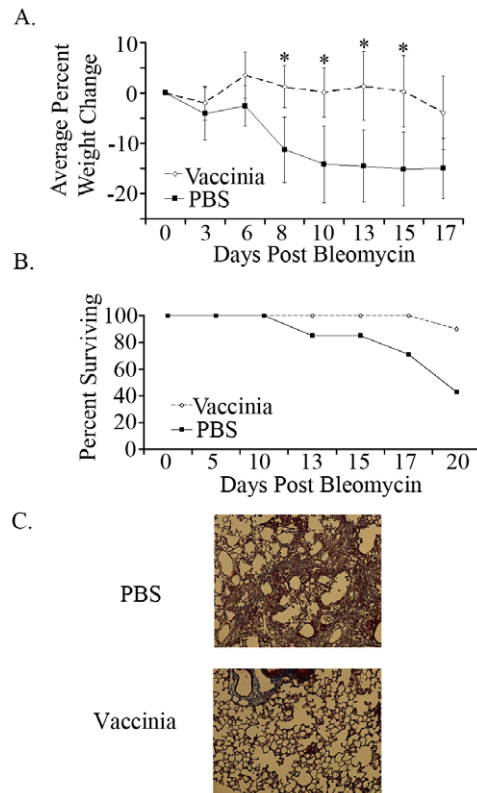 A.
Average Percent
Weight Change
10
0
-10
-20
* * * *
Vaccinia
PBS
0 3 6 8 10 13 15 17
Days Post Bleomycin
B.
Percent Surviving
100
80
60
40
20
0
Vaccinia
PBS
0 5 10 13 15 17 20
Days Post Bleomycin
C.
PBS
Vaccinia